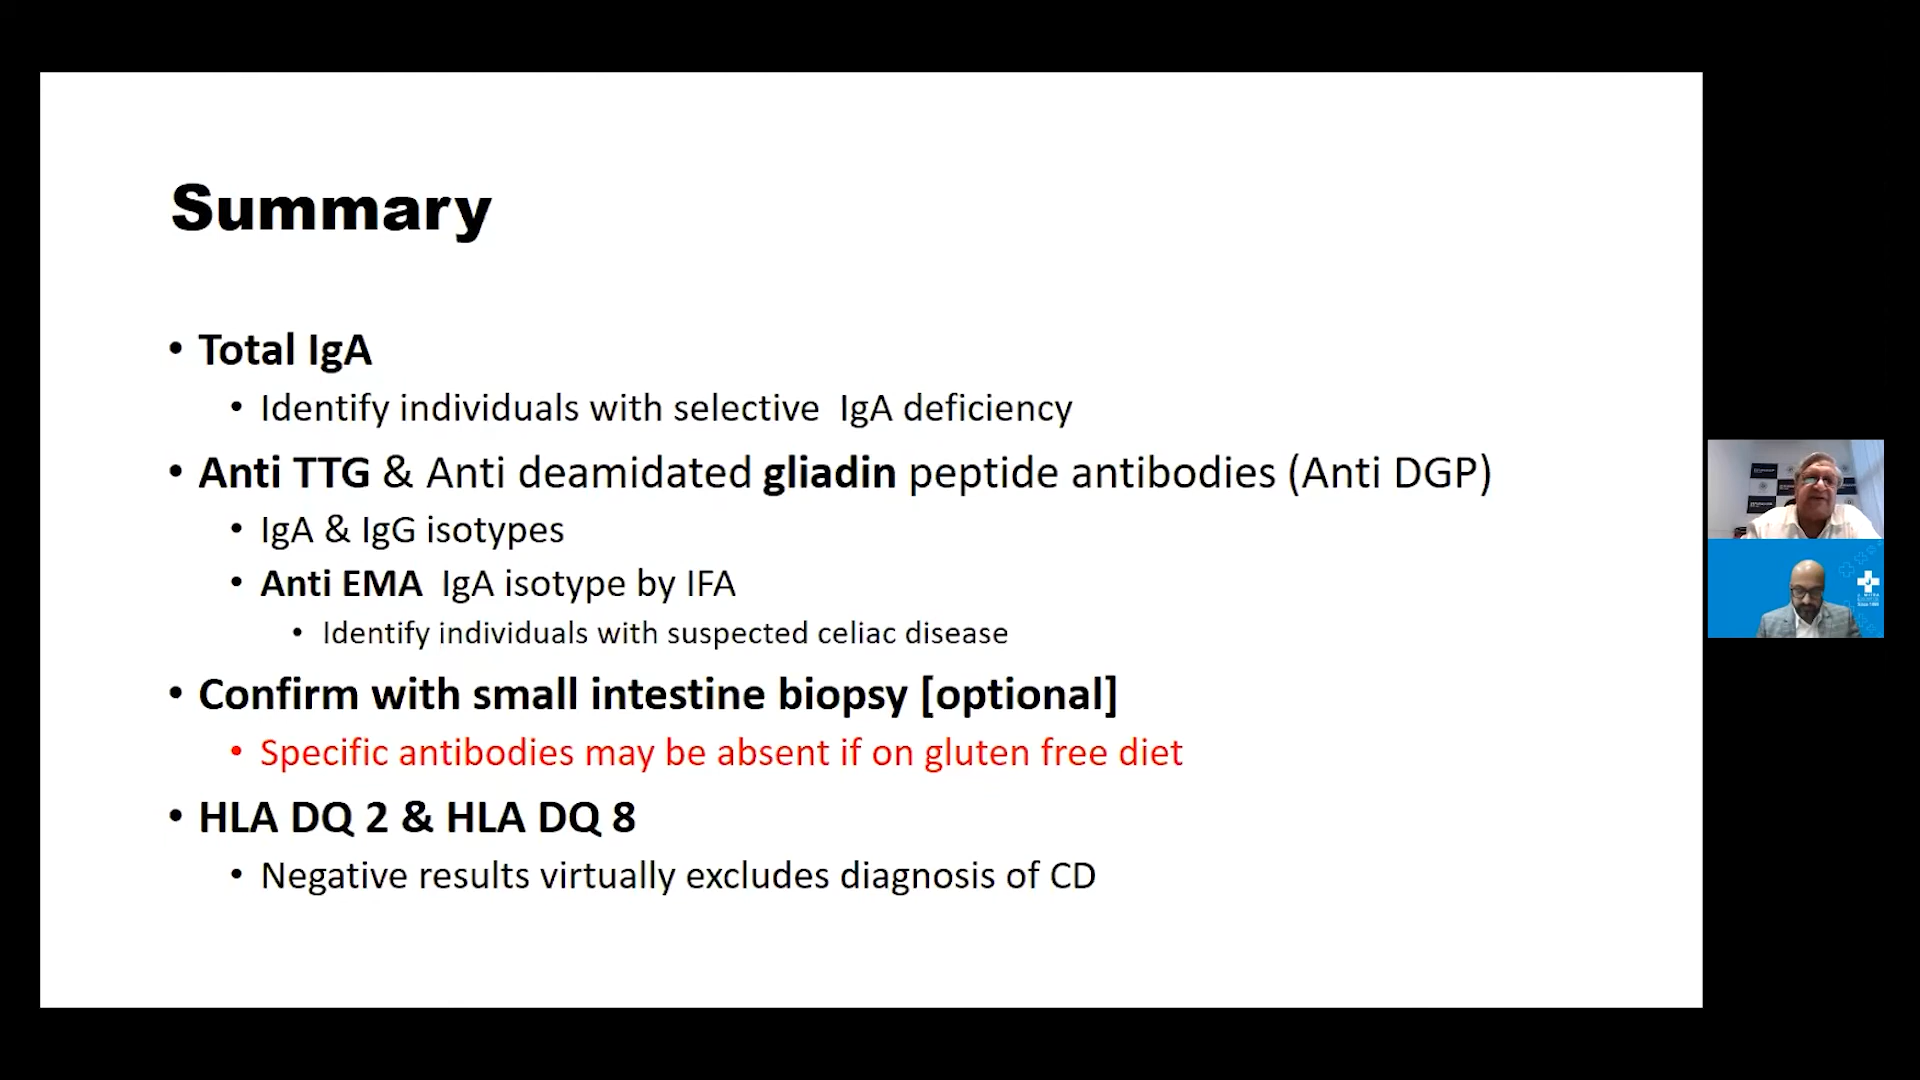 Summary
• Total IgA
• Identify individuals with selective IgA deficiency
• Anti TTG & Anti deamidated gliadin peptide antibodies (Anti DGP)
• IgA & IgG isotypes
• Anti EMA IgA isotype by IFA
• Identify individuals with suspected celiac disease
• Confirm with small intestine biopsy [optional]
• Specific antibodies may be absent if on gluten free diet
• HLA DQ 2 & HLA DQ 8
• Negative results virtually excludes diagnosis of CD